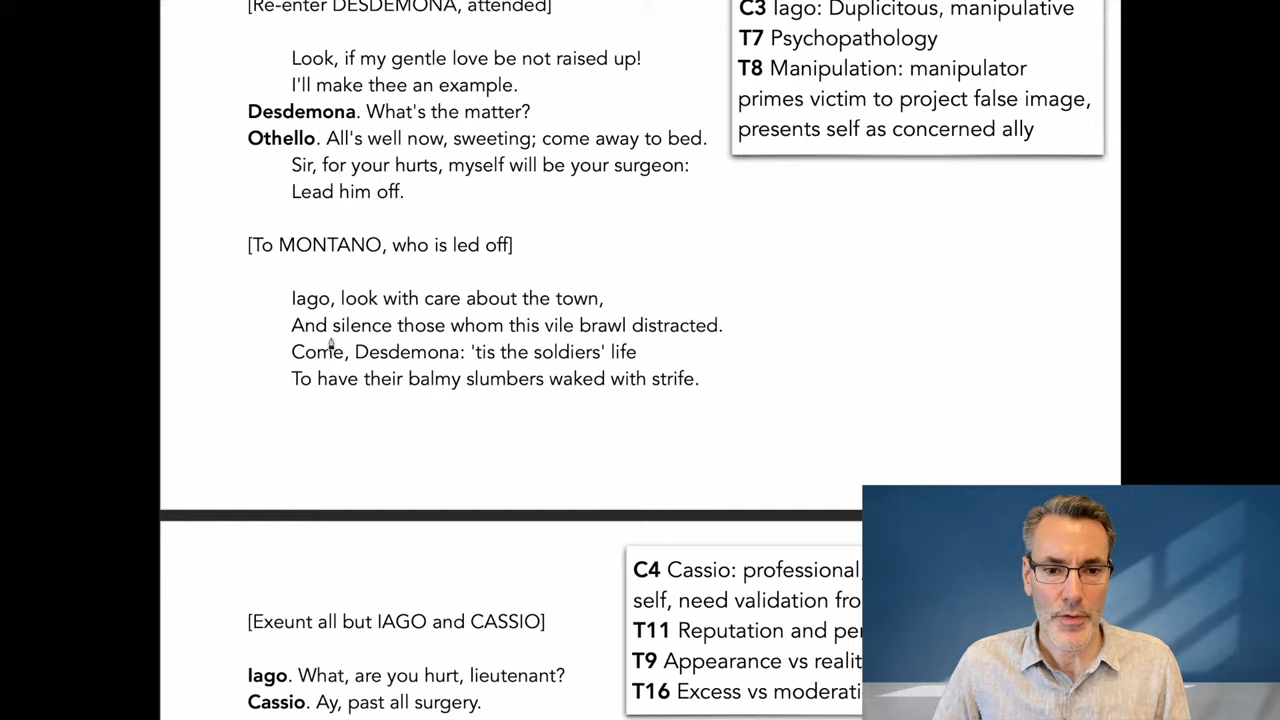 [Re-enter DESDEMONA, attended]
Look, if my gentle love be not raised up!
I'll make thee an example.
Desdemona. What's the matter?
Othello. All's well now, sweeting; come away to bed.
Sir, for your hurts, myself will be your surgeon:
Lead him off.
[To MONTANO, who is led off]
Iago, look with care about the town,
And silence those whom this vile brawl distracted.
Come, Desdemona: 'tis the soldiers' life
To have their balmy slumbers waked with strife.
C3 Iago: Duplicitous, manipulative
T7 Psychopathology
T8 Manipulation: manipulator
primes victim to project false image,
presents self as concerned ally
[Exeunt all but IAGO and CASSIO]
Iago. What, are you hurt, lieutenant?
Cassio. Ay, past all surgery.
C4 Cassio: professional,
self, need validation
T11 Reputation and
T9 Appearance vs
T16 Excess vs